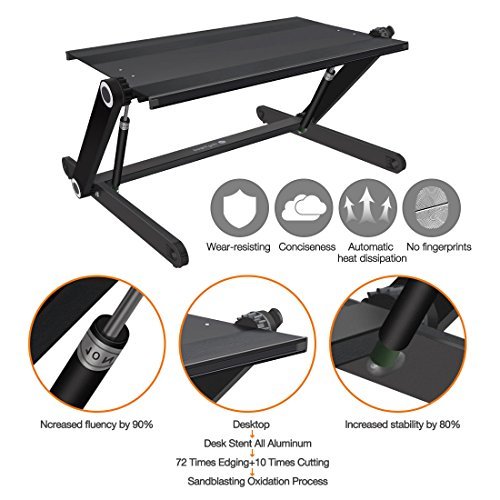 Wear-resisting
Conciseness
Automatic
heat dissipation
No fingerprints
Ncreased fluency by 90%
Desktop
Increased stability by 80%
Desk Stent All Aluminum
72 Times Edging+10 Times Cutting
Sandblasting Oxidation Process